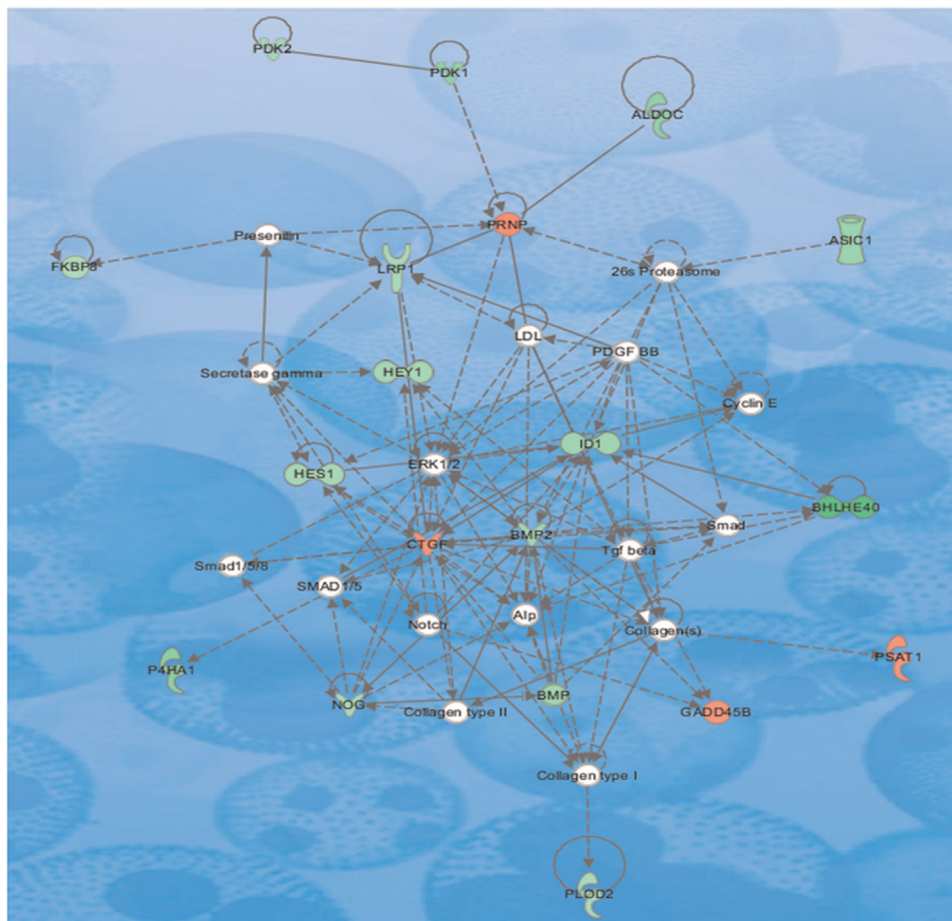 PDK2
PDK1
ALDOC
PRNP
Presenilin
ASIC1
FKBP8
LRP1
26s Proteasome
LDL
PDGF BB
Secretase gamma
HEY1
Cyclin E
ID1
ERK1/2
HES1
BHLHE40
Smad
CTGF
BMP2
Tgf beta
Smad1/5/8
SMAD1/5
Alp
Notch
Collagen(s)
P4HA1
PSAT1
NOG
Collagen type II
BMP
GADD45B
Collagen type I
PLOD2